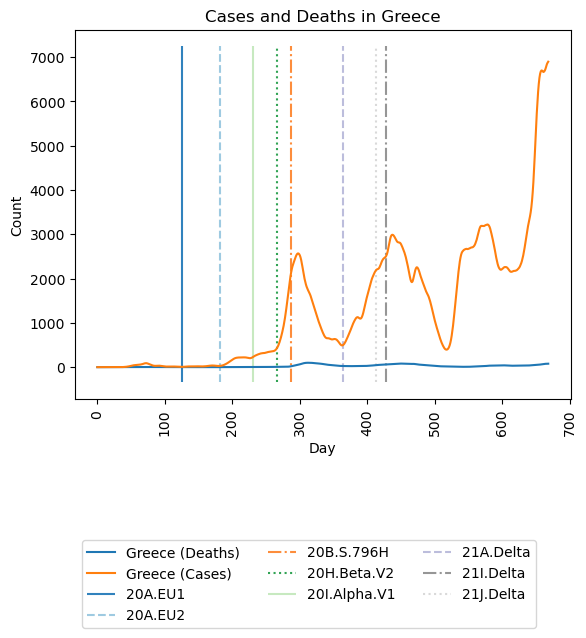 Cases and Deaths in Greece
7000
6000
5000
4000
3000
2000
1000
0
Count
0 100 200 300 400 500 600 700
Day
Greece (Deaths) 20B.S.796H 21A.Delta
Greece (Cases) 20H.Beta.V2 21I.Delta
20A.EU1 20I.Alpha.V1 21J.Delta
20A.EU2